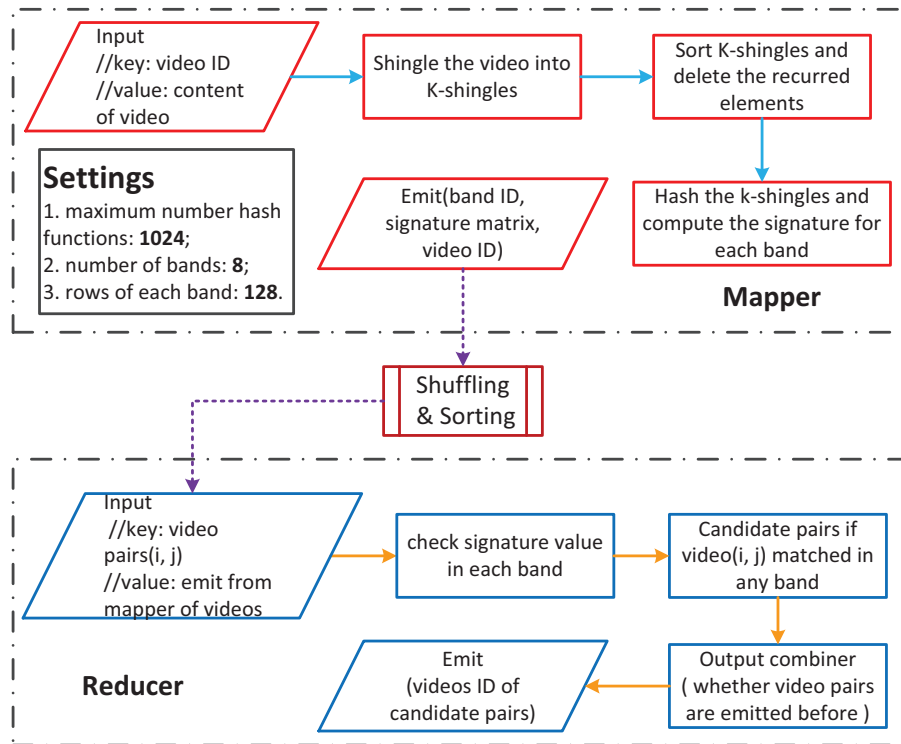 Input
//key: video ID
//value: content
of video
Shingle the video into
K-shingles
Sort K-shingles and
delete the recurred
elements
Settings
1. maximum number hash
functions: 1024;
2. number of bands: 8;
3. rows of each band: 128.
Emit(band ID,
signature matrix,
video ID)
Hash the k-shingles and
compute the signature for
each band
Mapper
Shuffling
& Sorting
Input
//key: video
pairs(i, j)
//value: emit from
mapper of videos
check signature value
in each band
Candidate pairs if
video(i, j) matched in
any band
Reducer
Emit
(videos ID of
candidate pairs)
Output combiner
( whether video pairs
are emitted before )